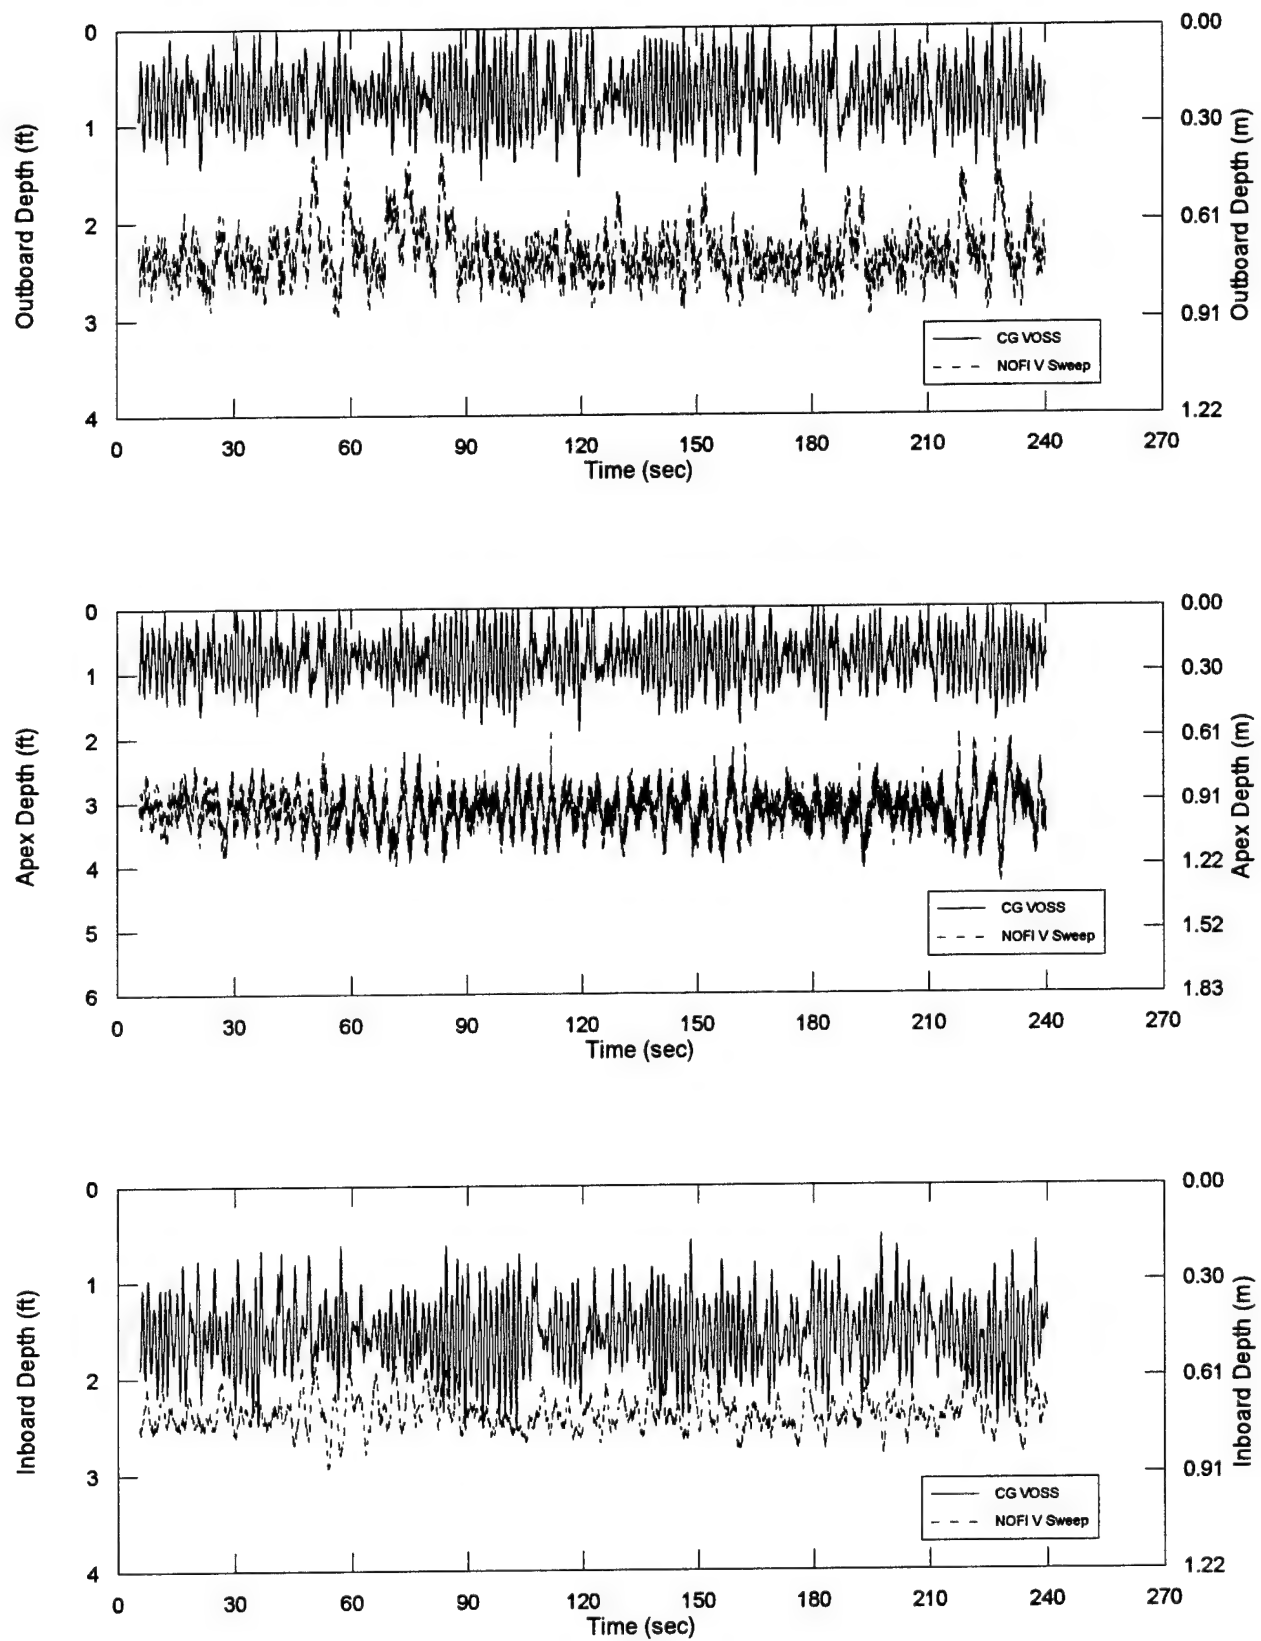 0
1
2
3
4
Outboard Depth (ft)
0.00
0.30
0.61
0.91
1.22
Outboard Depth (m)
CG VOSS
NOFI V Sweep
0 30 60 90 120 150 180 210 240 270
Time (sec)
0
1
2
3
4
5
6
Apex Depth (ft)
0.00
0.30
0.61
0.91
1.22
1.52
1.83
Apex Depth (m)
CG VOSS
NOFI V Sweep
0 30 60 90 120 150 180 210 240 270
Time (sec)
0
1
2
3
4
Inboard Depth (ft)
0.00
0.30
0.61
0.91
1.22
Inboard Depth (m)
CG VOSS
NOFI V Sweep
0 30 60 90 120 150 180 210 240 270
Time (sec)